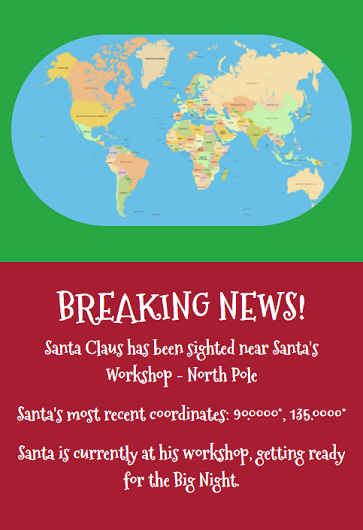 BREAKING NEWS!
Santa Claus has been sighted near Santa's
Workshop - North Pole
Santa's most recent coordinates: 90.0000°, 135.0000°
Santa is currently at his workshop, getting ready
for the Big Night.